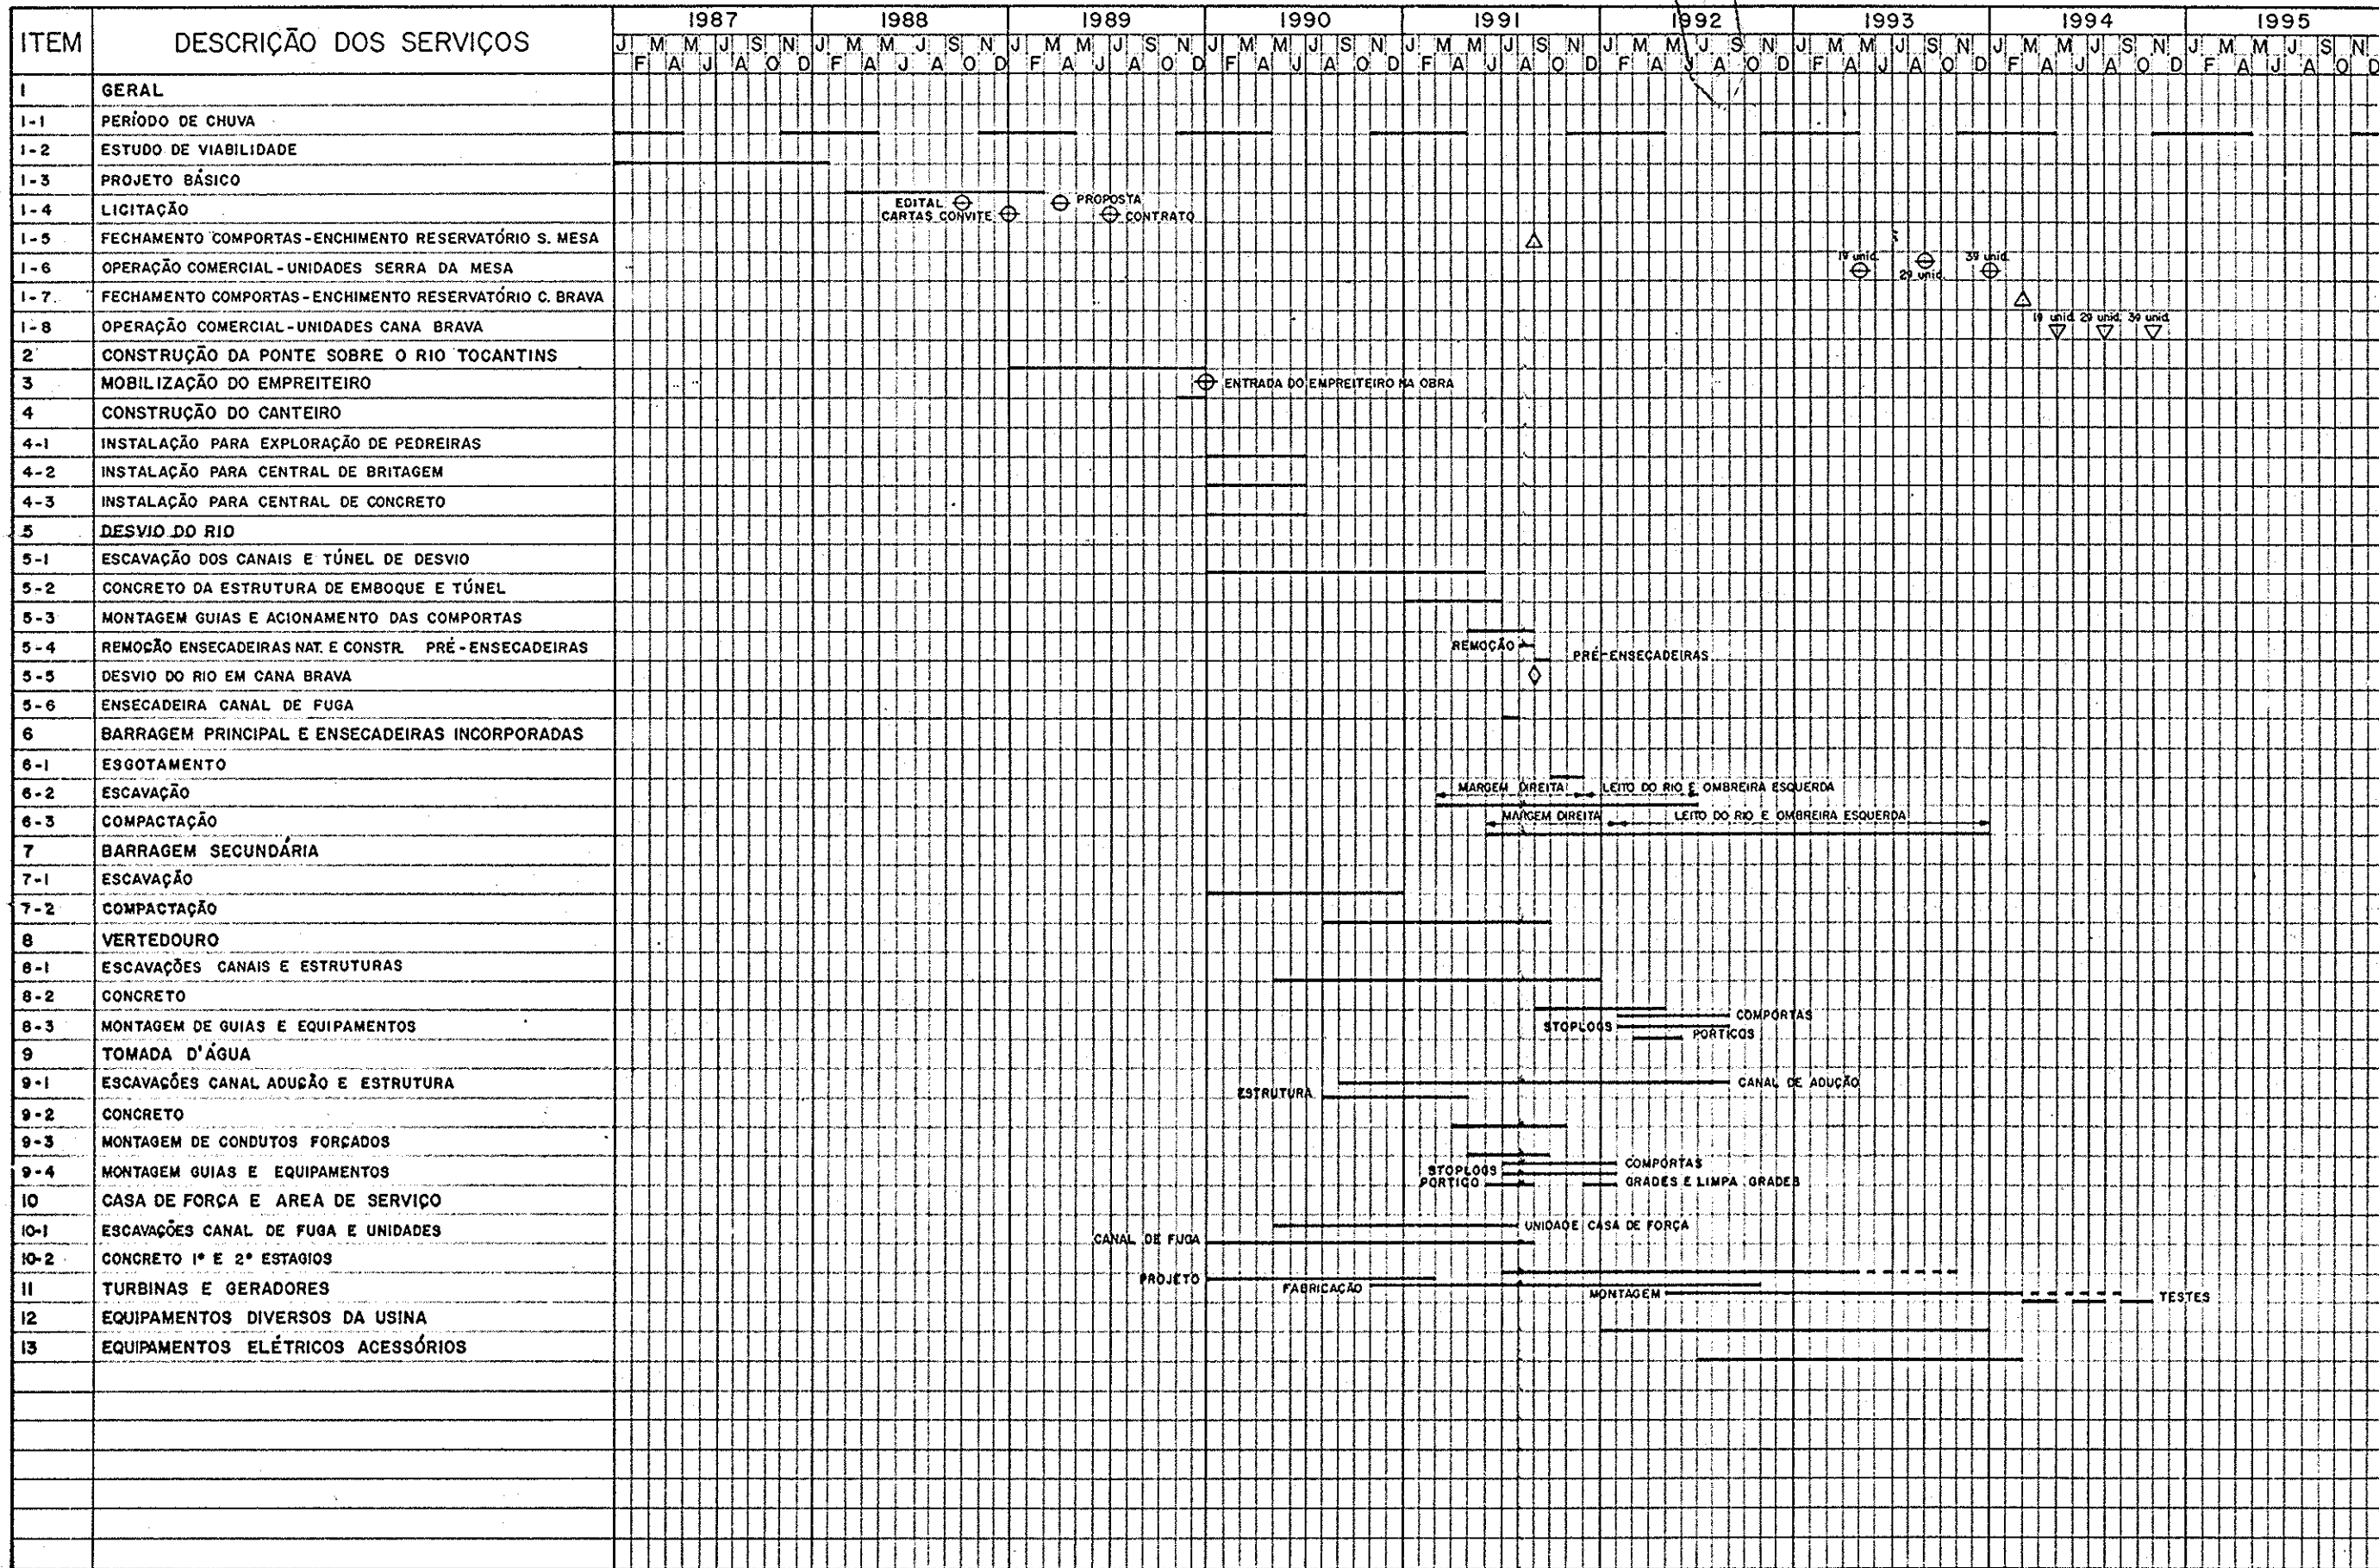 1987 1988 1989 1990 1991 1992 1993 1994 1995
ITEM DESCRIÇÃO DOS SERVIÇOS
J M M J S N J M M J S N J M M J S N J M M J S N J M M J S N J M M J S N J M M J S N J M M J S N J M M J S N
F A J A O D F A J A O D F A J A O D F A J A O D F A J A O D F A J A O D F A J A O D F A J A O D F A J A O D
1 GERAL
1-1 PERÍODO DE CHUVA
1-2 ESTUDO DE VIABILIDADE
1-3 PROJETO BÁSICO
EDITAL PROPOSTA
1-4 LICITAÇÃO
CARTAS CONVITE CONTRATO
1-5 FECHAMENTO COMPORTAS-ENCHIMENTO RESERVATÓRIO S. MESA
1-6 OPERAÇÃO COMERCIAL-UNIDADES SERRA DA MESA
1ª unid. 2ª unid. 3ª unid.
1-7 FECHAMENTO COMPORTAS-ENCHIMENTO RESERVATÓRIO C. BRAVA
1-8 OPERAÇÃO COMERCIAL-UNIDADES CANA BRAVA
1ª unid. 2ª unid. 3ª unid.
2 CONSTRUÇÃO DA PONTE SOBRE O RIO TOCANTINS
3 MOBILIZAÇÃO DO EMPREITEIRO
ENTRADA DO EMPREITEIRO NA OBRA
4 CONSTRUÇÃO DO CANTEIRO
4-1 INSTALAÇÃO PARA EXPLORAÇÃO DE PEDREIRAS
4-2 INSTALAÇÃO PARA CENTRAL DE BRITAGEM
4-3 INSTALAÇÃO PARA CENTRAL DE CONCRETO
5 DESVIO DO RIO
5-1 ESCAVAÇÃO DOS CANAIS E TÚNEL DE DESVIO
5-2 CONCRETO DA ESTRUTURA DE EMBOQUE E TÚNEL
5-3 MONTAGEM GUIAS E ACIONAMENTO DAS COMPORTAS
5-4 REMOÇÃO ENSECADEIRAS NAT. E CONSTR. PRÉ-ENSECADEIRAS
REMOÇÃO PRÉ-ENSECADEIRAS
5-5 DESVIO DO RIO EM CANA BRAVA
5-6 ENSECADEIRA CANAL DE FUGA
6 BARRAGEM PRINCIPAL E ENSECADEIRAS INCORPORADAS
6-1 ESGOTAMENTO
6-2 ESCAVAÇÃO
MARGEM DIREITA LEITO DO RIO E OMBREIRA ESQUERDA
6-3 COMPACTAÇÃO
MARGEM DIREITA LEITO DO RIO E OMBREIRA ESQUERDA
7 BARRAGEM SECUNDÁRIA
7-1 ESCAVAÇÃO
7-2 COMPACTAÇÃO
8 VERTEDOURO
8-1 ESCAVAÇÕES CANAIS E ESTRUTURAS
8-2 CONCRETO
8-3 MONTAGEM DE GUIAS E EQUIPAMENTOS
COMPORTAS
STOPLOGS
PORTICOS
9 TOMADA D'ÁGUA
9-1 ESCAVAÇÕES CANAL ADUÇÃO E ESTRUTURA
CANAL DE ADUÇÃO
ESTRUTURA
9-2 CONCRETO
9-3 MONTAGEM DE CONDUTOS FORÇADOS
9-4 MONTAGEM GUIAS E EQUIPAMENTOS
COMPORTAS
STOPLOGS
PORTICO GRADES E LIMPA GRADES
10 CASA DE FORÇA E AREA DE SERVIÇO
10-1 ESCAVAÇÕES CANAL DE FUGA E UNIDADES
UNIDADE CASA DE FORÇA
CANAL DE FUGA
10-2 CONCRETO 1º E 2º ESTAGIOS
11 TURBINAS E GERADORES
PROJETO
FABRICAÇÃO
MONTAGEM
TESTES
12 EQUIPAMENTOS DIVERSOS DA USINA
13 EQUIPAMENTOS ELÉTRICOS ACESSÓRIOS